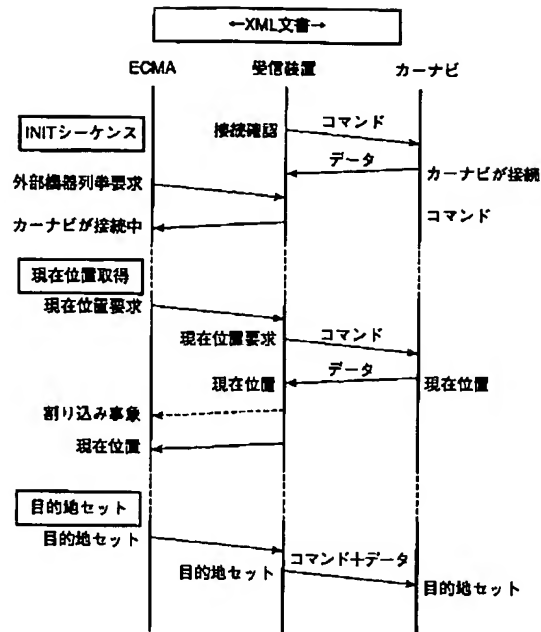 ←XML文書→
ECMA 受信装置 カーナビ
INITシーケンス
接続確認
コマンド
データ
カーナビが接続
外部機器列挙要求
カーナビが接続中
コマンド
現在位置取得
現在位置要求
現在位置要求
コマンド
データ
現在位置
現在位置
割り込み事象
現在位置
目的地セット
目的地セット
コマンド+データ
目的地セット
目的地セット